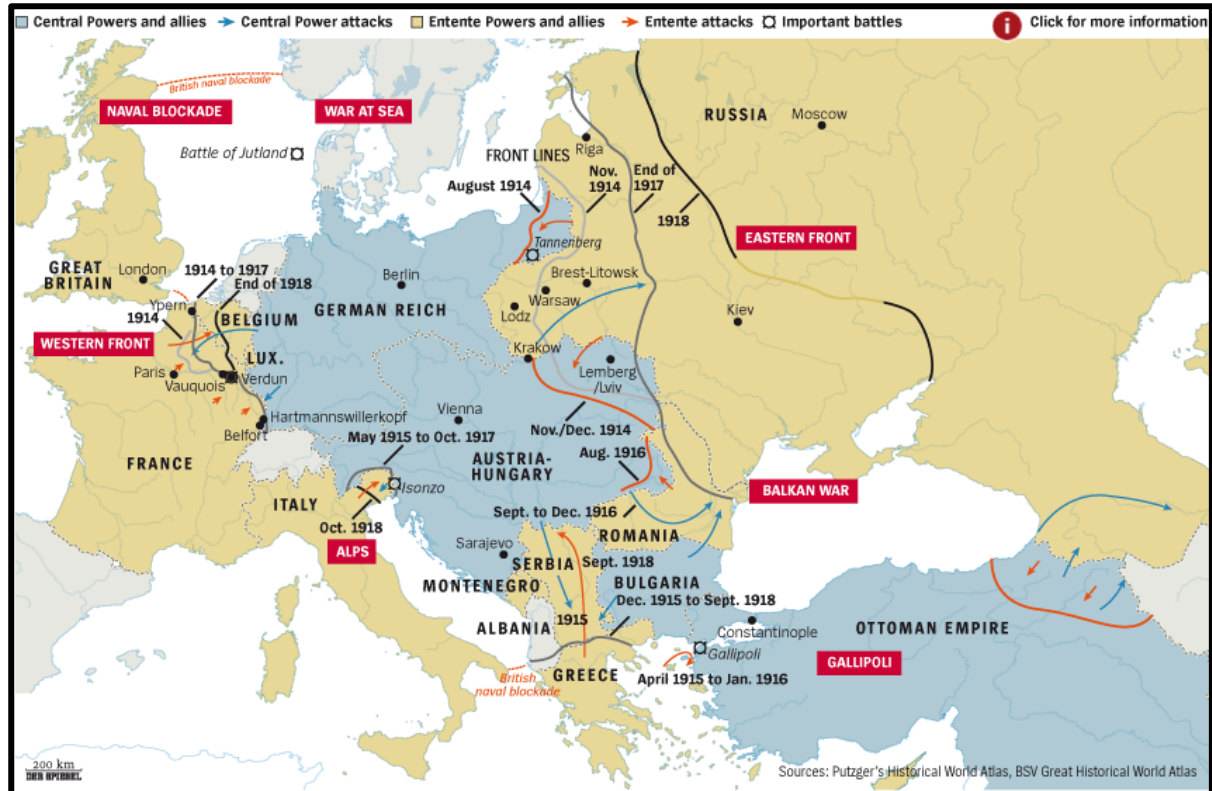 Central Powers and allies Central Power attacks Entente Powers and allies Entente attacks Important battles i Click for more information
British naval blockade
NAVAL BLOCKADE
WAR AT SEA
RUSSIA
Moscow
Battle of Jutland
FRONT LINES
Riga
August 1914
Nov.
1914
End of
1917
1918
Tannenberg
EASTERN FRONT
GREAT
BRITAIN
London
1914 to 1917
End of 1918
Berlin
Brest-Litowsk
Warsaw
Lodz
Kiev
Ypern
1914
BELGIUM
GERMAN REICH
WESTERN FRONT
LUX.
Krakow
Lemberg
/Lviv
Paris
Vauquois
Verdun
Hartmannswillerkopf
Belfort
Vienna
Nov./Dec. 1914
May 1915 to Oct. 1917
AUSTRIA-
HUNGARY
Aug. 1916
FRANCE
ITALY
Isonzo
BALKAN WAR
Oct. 1918
Sept. to Dec. 1916
ROMANIA
ALPS
Sarajevo
SERBIA
Sept. 1918
MONTENEGRO
BULGARIA
Dec. 1915 to Sept. 1918
1915
ALBANIA
Constantinople
OTTOMAN EMPIRE
Gallipoli
GALLIPOLI
British
naval blockade
GREECE
April 1915 to Jan. 1916
200 km
DER SPIEGEL
Sources: Putzger's Historical World Atlas, BSV Great Historical World Atlas